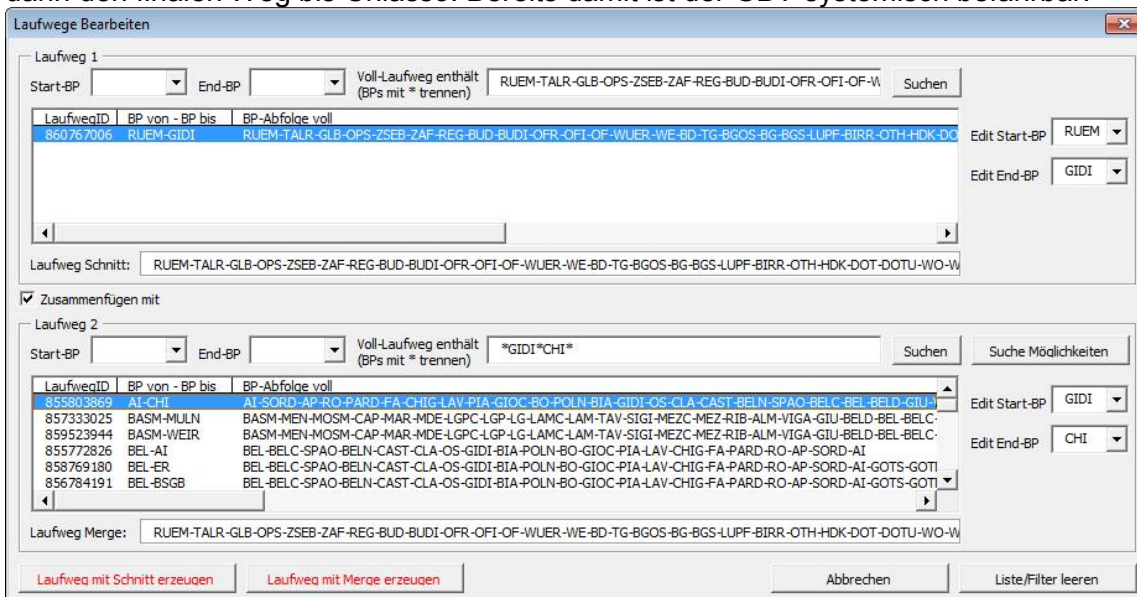 dann den finalen Weg bis Chiasso. Bereits damit ist der GBT systemisch befahrbar.
Laufwege Bearbeiten
Laufweg 1
Start-BP End-BP Voll-Laufweg enthält (BPs mit * trennen) RUEM-TALR-GLB-OPS-ZSEB-ZAF-REG-BUD-BUDI-OFR-OFI-OF-W Suchen
LaufwegID BP von - BP bis BP-Abfolge voll
860767006 RUEM-GIDI RUEM-TALR-GLB-OPS-ZSEB-ZAF-REG-BUD-BUDI-OFR-OFI-OF-WUER-WE-BD-TG-BGOS-BG-BGS-LUPF-BIRR-OTH-HDK-DO
Edit Start-BP RUEM
Edit End-BP GIDI
Laufweg Schnitt: RUEM-TALR-GLB-OPS-ZSEB-ZAF-REG-BUD-BUDI-OFR-OFI-OF-WUER-WE-BD-TG-BGOS-BG-BGS-LUPF-BIRR-OTH-HDK-DOT-DOTU-WO-W
Zusammenfügen mit
Laufweg 2
Start-BP End-BP Voll-Laufweg enthält (BPs mit * trennen) *GIDI*CHI* Suchen Suche Möglichkeiten
LaufwegID BP von - BP bis BP-Abfolge voll
855803869 AI-CHI AI-SORD-AP-RO-PARD-FA-CHIG-LAV-PIA-GIOC-BO-POLN-BIA-GIDI-OS-CLA-CAST-BELN-SPAO-BELC-BEL-BELD-GIU-
857333025 BASM-MULN BASM-MEN-MOSM-CAP-MAR-MDE-LGPC-LGP-LG-LAMC-LAM-TAV-SIGI-MEZC-MEZ-RIB-ALM-VIGA-GIU-BELD-BEL-BELC-
859523944 BASM-WEIR BASM-MEN-MOSM-CAP-MAR-MDE-LGPC-LGP-LG-LAMC-LAM-TAV-SIGI-MEZC-MEZ-RIB-ALM-VIGA-GIU-BELD-BEL-BELC-
855772826 BEL-AI BEL-BELC-SPAO-BELN-CAST-CLA-OS-GIDI-BIA-POLN-BO-GIOC-PIA-LAV-CHIG-FA-PARD-RO-AP-SORD-AI
858769180 BEL-ER BEL-BELC-SPAO-BELN-CAST-CLA-OS-GIDI-BIA-POLN-BO-GIOC-PIA-LAV-CHIG-FA-PARD-RO-AP-SORD-AI-GOTS-GOTI
856784191 BEL-BSGB BEL-BELC-SPAO-BELN-CAST-CLA-OS-GIDI-BIA-POLN-BO-GIOC-PIA-LAV-CHIG-FA-PARD-RO-AP-SORD-AI-GOTS-GOTI
Edit Start-BP GIDI
Edit End-BP CHI
Laufweg Merge: RUEM-TALR-GLB-OPS-ZSEB-ZAF-REG-BUD-BUDI-OFR-OFI-OF-WUER-WE-BD-TG-BGOS-BG-BGS-LUPF-BIRR-OTH-HDK-DOT-DOTU-WO-W
Laufweg mit Schnitt erzeugen Laufweg mit Merge erzeugen Abbrechen Liste/Filter leeren